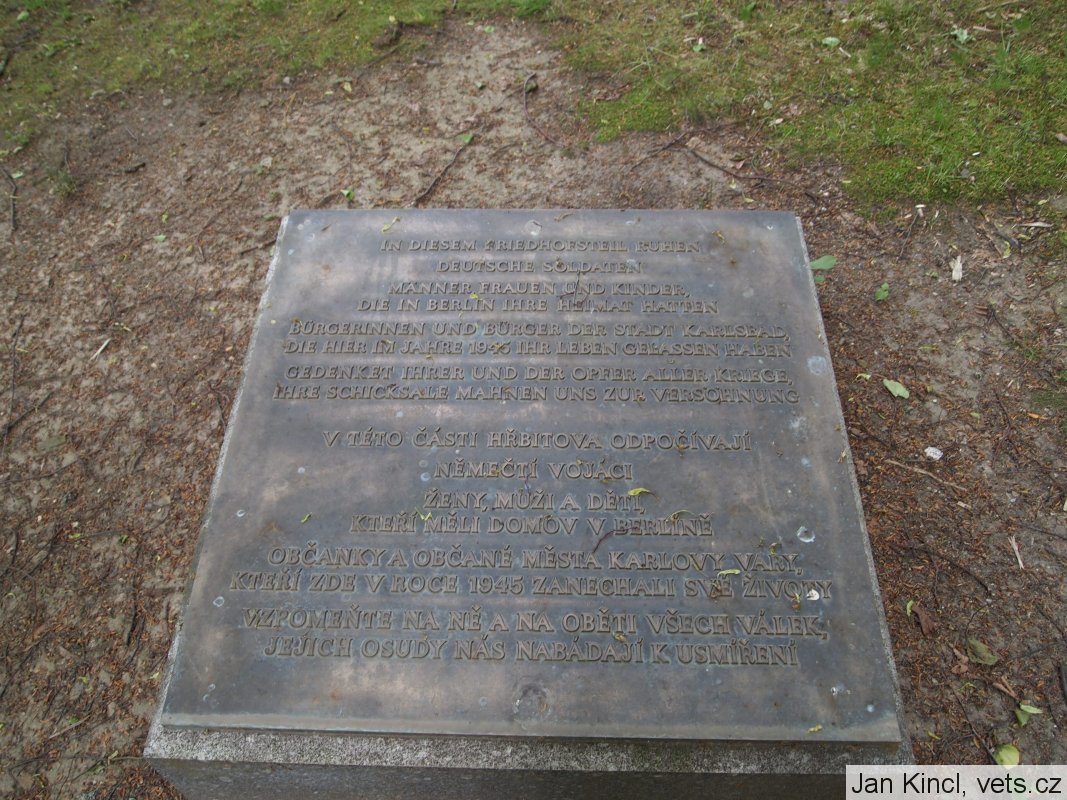 IN DIESEM FRIEDHOFSTEIL RUHEN
DEUTSCHE SOLDATEN
MÄNNER FRAUEN UND KINDER,
DIE IN BERLIN IHRE HEIMAT HATTEN
BÜRGERINNEN UND BÜRGER DER STADT KARLSBAD,
DIE HIER IM JAHRE 1945 IHR LEBEN GELASSEN HABEN
GEDENKET IHRER UND DER OPFER ALLER KRIEGE,
IHRE SCHICKSALE MAHNEN UNS ZUR VERSÖHNUNG
V TÉTO ČÁSTI HŘBITOVA ODPOČÍVAJÍ
NĚMEČTÍ VOJÁCI
ŽENY, MUŽI A DĚTI,
KTEŘÍ MĚLI DOMOV V BERLÍNĚ
OBČANKY A OBČANÉ MĚSTA KARLOVY VARY,
KTEŘÍ ZDE V ROCE 1945 ZANECHALI SVÉ ŽIVOTY
VZPOMEŇTE NA NĚ A NA OBĚTI VŠECH VÁLEK,
JEJICH OSUDY NÁS NABÁDAJÍ K USMÍŘENÍ
Jan Kincl, vets.cz